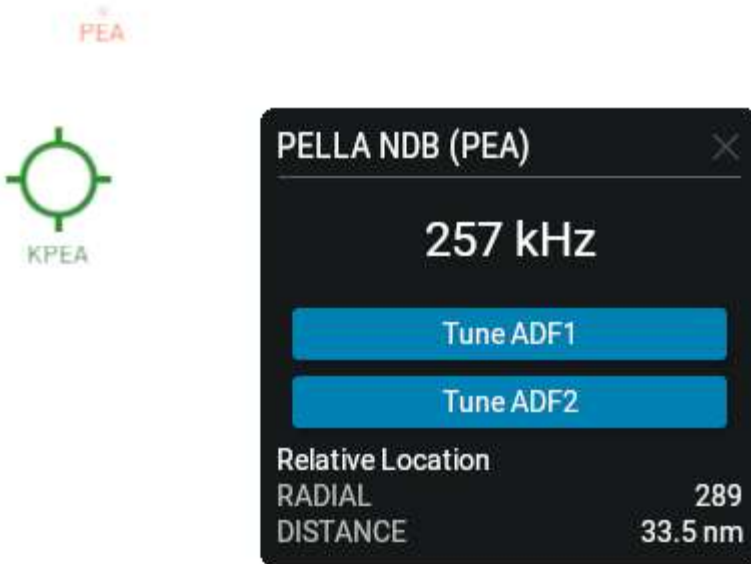 PEA
KPEA
PELLA NDB (PEA)
257 kHz
Tune ADF1
Tune ADF2
Relative Location
RADIAL 289
DISTANCE 33.5 nm